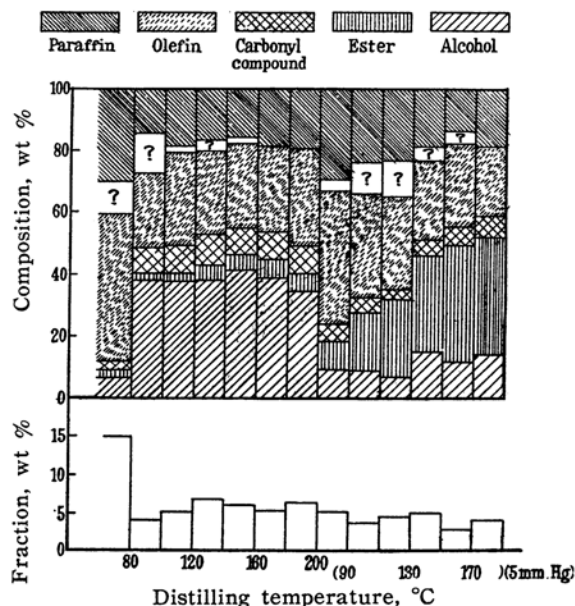 Paraffin Olefin Carbonyl compound Ester Alcohol
Composition, wt %
100
80
60
40
20
0
? ? ? ? ? ? ?
Fraction, wt %
15
10
5
0
80 120 160 200 (90 130 170 )(5mm.Hg)
Distilling temperature, °C